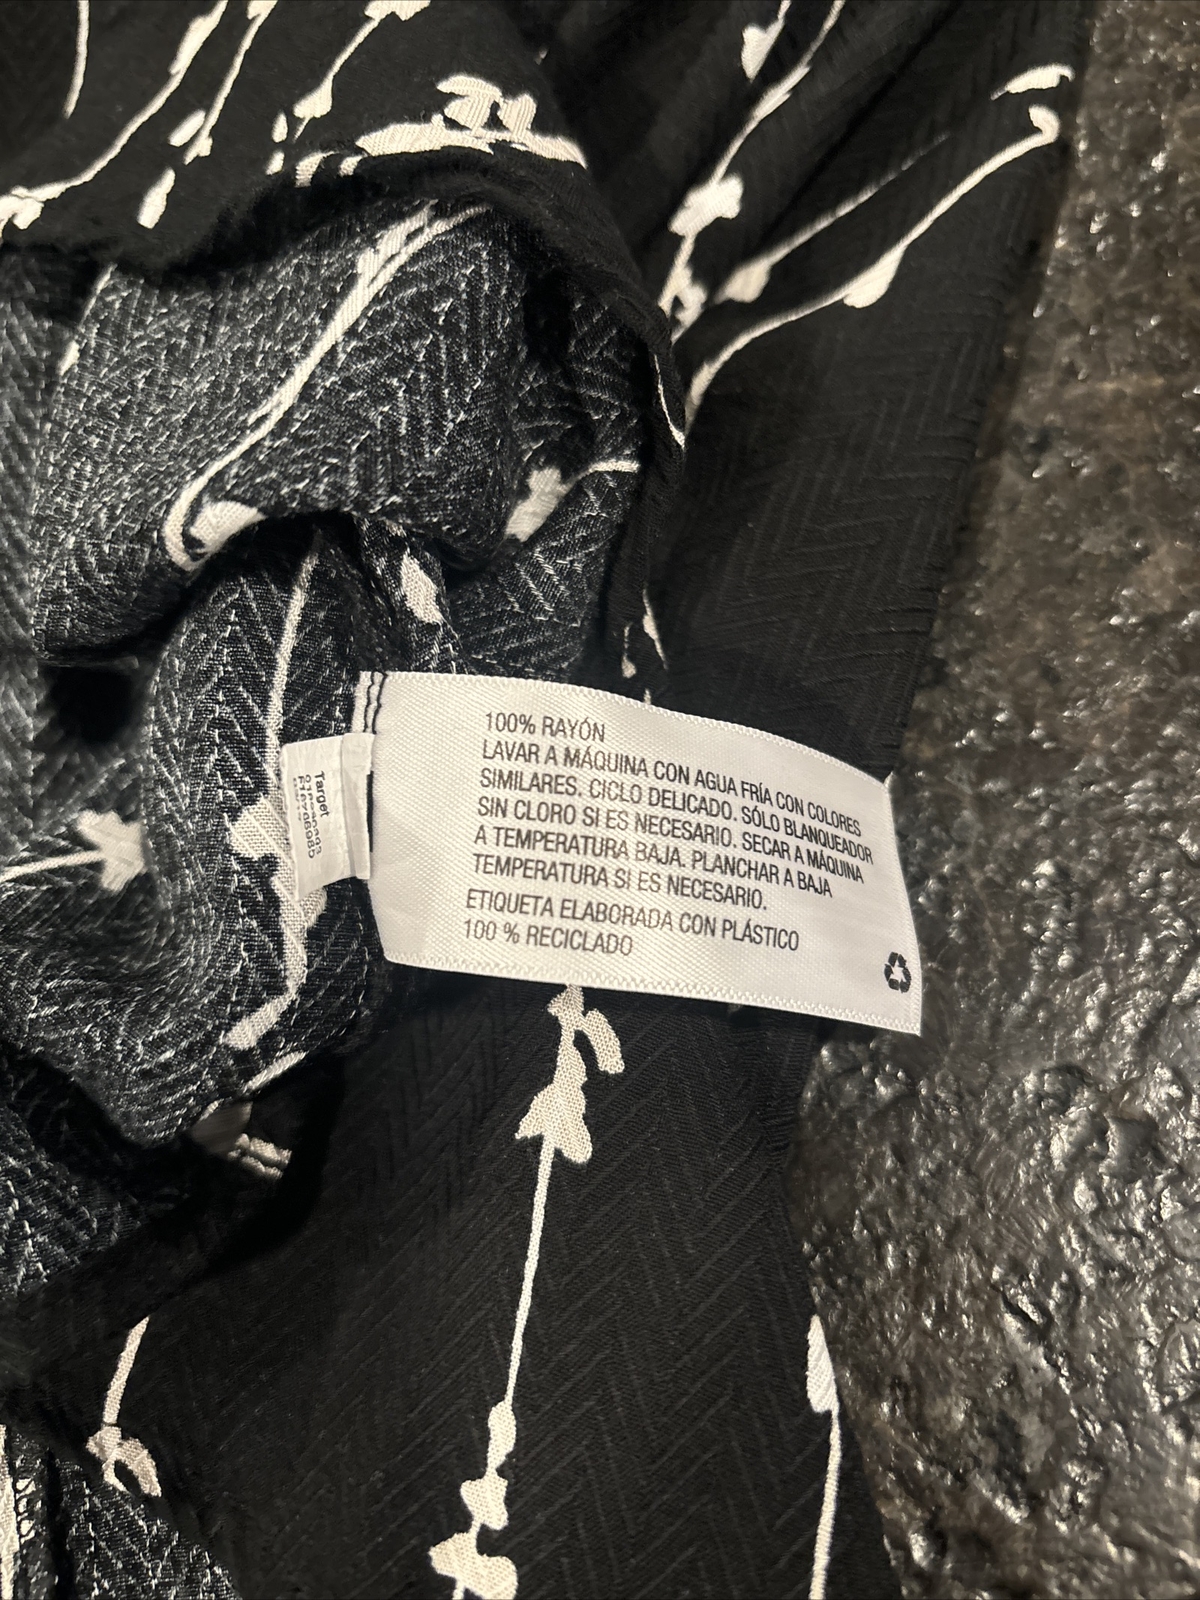 100% RAYÓN
LAVAR A MÁQUINA CON AGUA FRÍA CON COLORES
SIMILARES. CICLO DELICADO. SÓLO BLANQUEADOR
SIN CLORO SI ES NECESARIO. SECAR A MÁQUINA
A TEMPERATURA BAJA. PLANCHAR A BAJA
TEMPERATURA SI ES NECESARIO.
ETIQUETA ELABORADA CON PLÁSTICO
100 % RECICLADO
Target